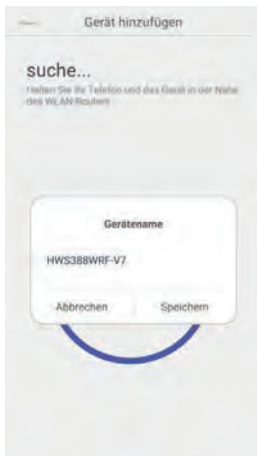 Gerät hinzufügen
suche...
Halten Sie Ihr Telefon und das Gerät in der Nähe
des WLAN-Routers
Gerätename
HWS388WRF-V7
Abbrechen Speichern